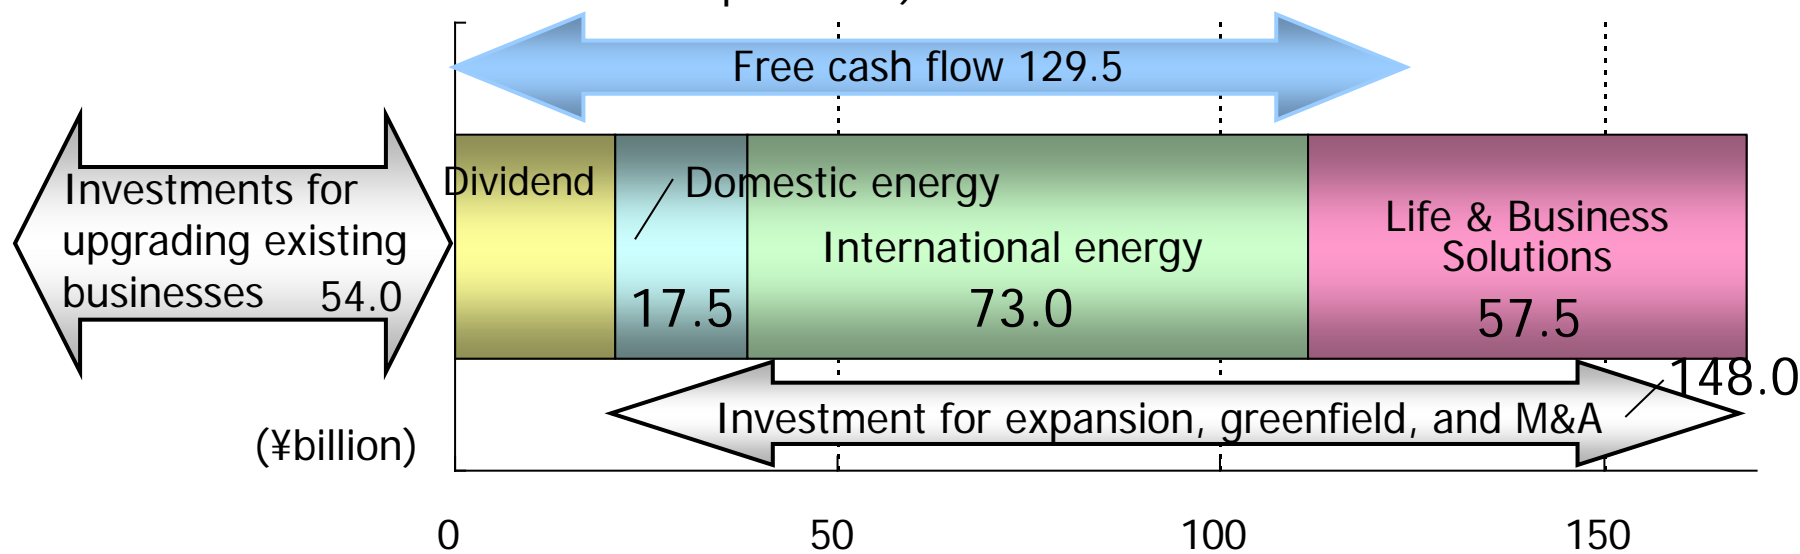 Free cash flow 129.5
Investments for
upgrading existing
businesses 54.0
Dividend
Domestic energy
17.5
International energy
73.0
Life & Business
Solutions
57.5
148.0
Investment for expansion, greenfield, and M&A
(¥billion)
0 50 100 150